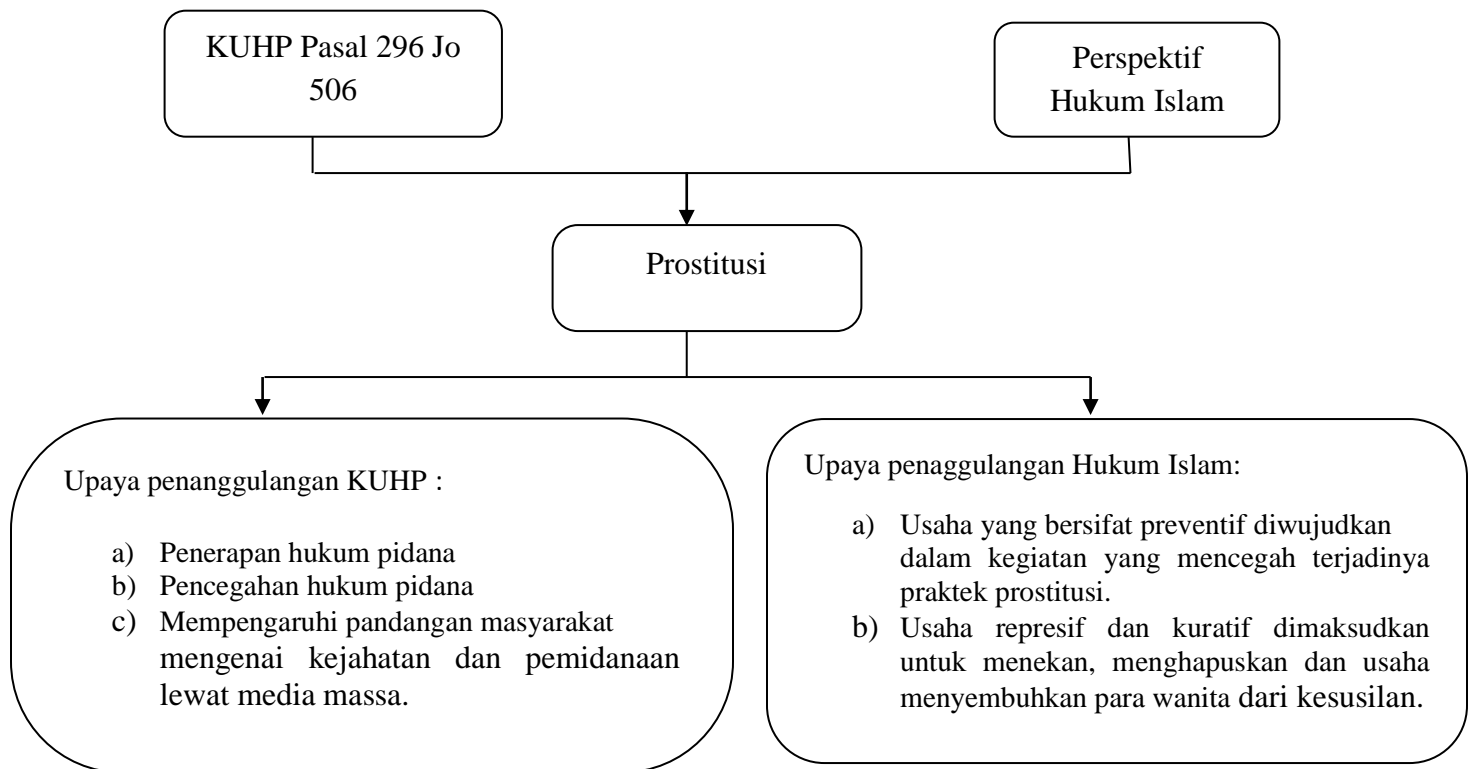 KUHP Pasal 296 Jo
506
Perspektif
Hukum Islam
Prostitusi
Upaya penanggulangan KUHP :
a) Penerapan hukum pidana
b) Pencegahan hukum pidana
c) Mempengaruhi pandangan masyarakat
mengenai kejahatan dan pemidanaan
lewat media massa.
Upaya penaggulangan Hukum Islam:
a) Usaha yang bersifat preventif diwujudkan
dalam kegiatan yang mencegah terjadinya
praktek prostitusi.
b) Usaha represif dan kuratif dimaksudkan
untuk menekan, menghapuskan dan usaha
menyembuhkan para wanita dari kesusilan.